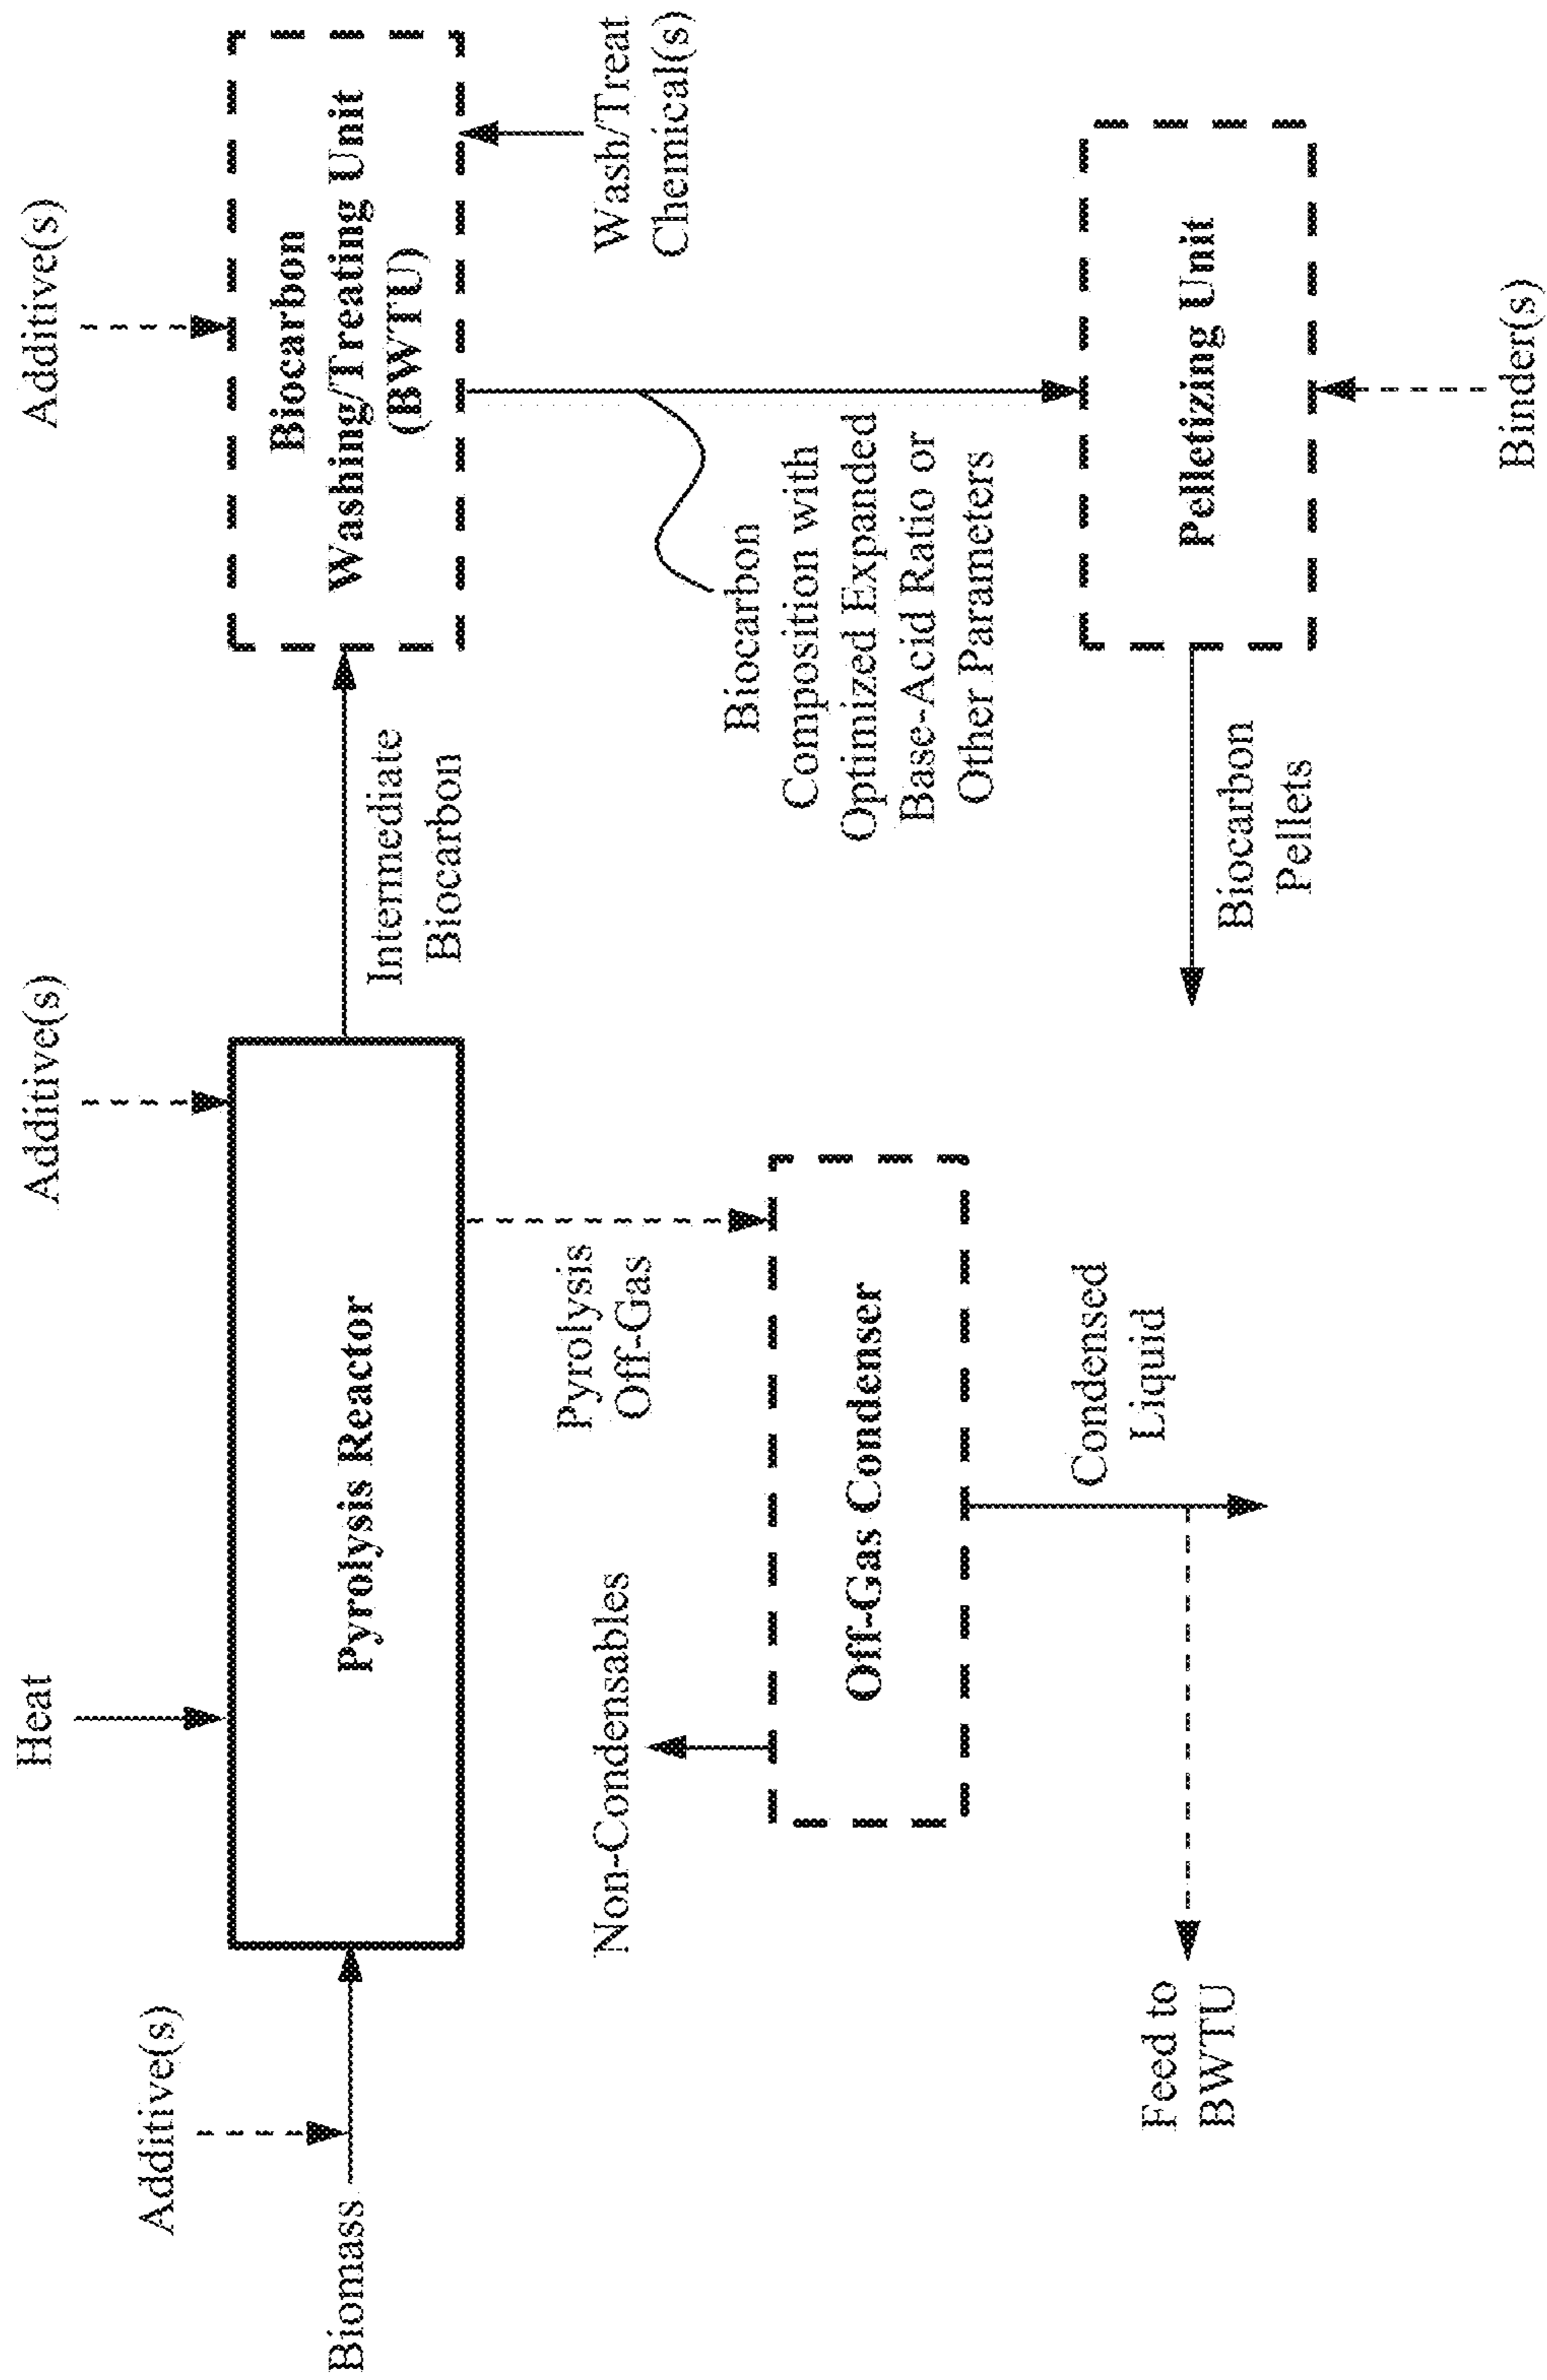 Additive(s)
Biomass
Heat
Additive(s)
Pyrolysis Reactor
Intermediate
Biocarbon
Additive(s)
Biocarbon
Washing/Treating Unit
(BWTU)
Wash/Treat
Chemical(s)
Pyrolysis
Off-Gas
Non-Condensables
Off-Gas Condenser
Condensed
Liquid
Feed to
BWTU
Biocarbon
Composition with
Optimized Expanded
Base-Acid Ratio or
Other Parameters
Pelletizing Unit
Biocarbon
Pellets
Binder(s)